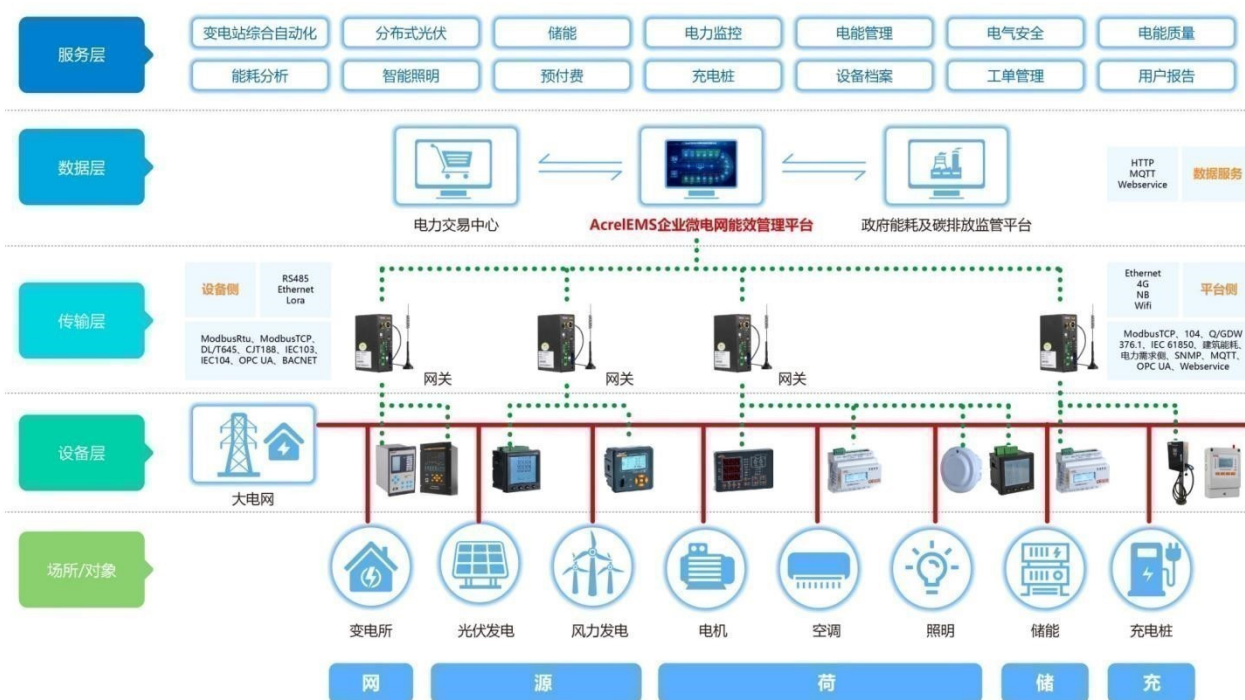 服务层
变电站综合自动化
分布式光伏
储能
电力监控
电能管理
电气安全
电能质量
能耗分析
智能照明
预付费
充电桩
设备档案
工单管理
用户报告
数据层
电力交易中心
AcrelEMS企业微电网能效管理平台
政府能耗及碳排放监管平台
HTTP
MQTT
Webservice
数据服务
传输层
设备侧
RS485
Ethernet
Lora
ModbusRtu、ModbusTCP、
DL/T645、CJT188、IEC103、
IEC104、OPC UA、BACNET
网关
网关
网关
Ethernet
4G
NB
Wifi
平台侧
ModbusTCP、104、Q/GDW
376.1、IEC 61850、建筑能耗、
电力需求侧、SNMP、MQTT、
OPC UA、Webservice
设备层
大电网
场所/对象
变电所
光伏发电
风力发电
电机
空调
照明
储能
充电桩
网
源
荷
储
充